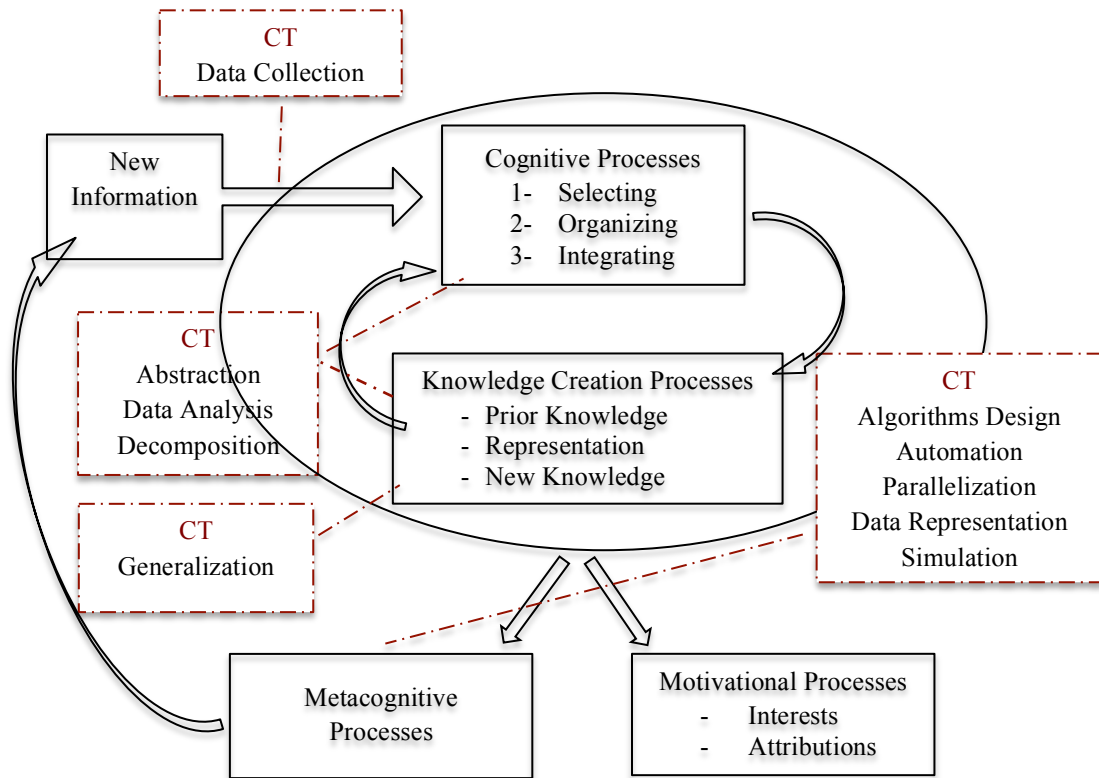 CT
Data Collection
New
Information
Cognitive Processes
1- Selecting
2- Organizing
3- Integrating
CT
Abstraction
Data Analysis
Decomposition
Knowledge Creation Processes
- Prior Knowledge
- Representation
- New Knowledge
CT
Algorithms Design
Automation
Parallelization
Data Representation
Simulation
CT
Generalization
Metacognitive
Processes
Motivational Processes
- Interests
- Attributions